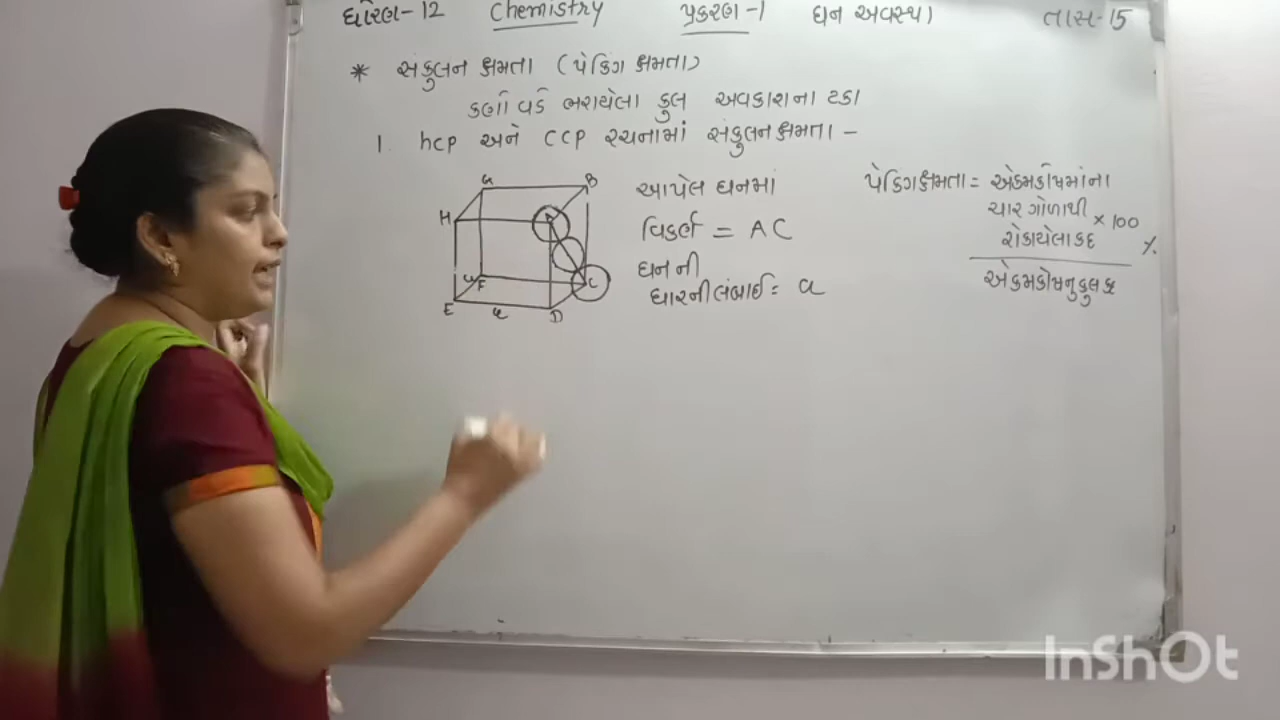 ધોરણ-12 Chemistry પ્રકરણ-1 ઘન અવસ્થા તાસ-15
* સંકુલન ક્ષમતા (પેકિંગ ક્ષમતા)
કણો વડે ભરાયેલા કુલ અવકાશના ટકા
1. hcp અને ccp રચનામાં સંકુલન ક્ષમતા -
G B
H A
F C
E a D
આપેલ ઘનમાં
વિકર્ણ = AC
ઘન ની
ધારની લંબાઈ = a
પેકિંગ ક્ષમતા = એકમકોષમાંના
ચાર ગોળાથી × 100
રોકાયેલા કદ %
એકમકોષનુ કુલ કદ
InShOt